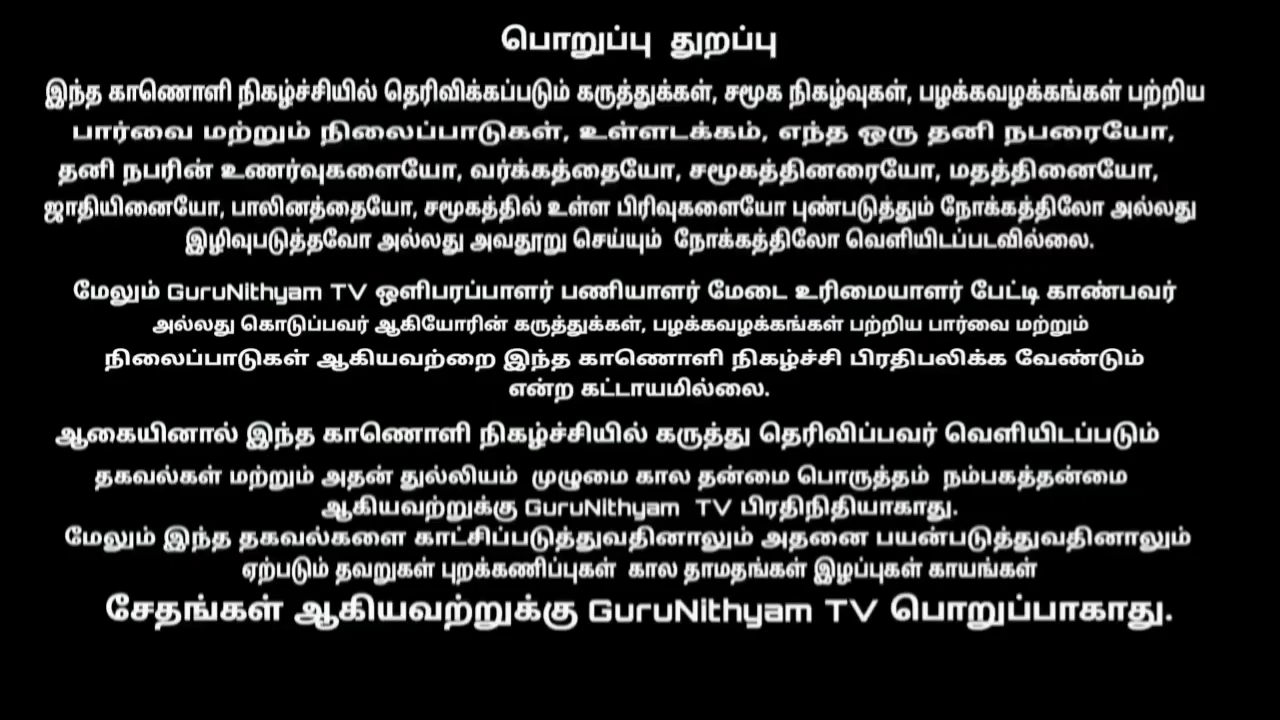 பொறுப்பு துறப்பு
இந்த காணொளி நிகழ்ச்சியில் தெரிவிக்கப்படும் கருத்துக்கள், சமூக நிகழ்வுகள், பழக்கவழக்கங்கள் பற்றிய
பார்வை மற்றும் நிலைப்பாடுகள், உள்ளடக்கம், எந்த ஒரு தனி நபரையோ,
தனி நபரின் உணர்வுகளையோ, வர்க்கத்தையோ, சமூகத்தினரையோ, மதத்தினையோ,
ஜாதியினையோ, பாலினத்தையோ, சமூகத்தில் உள்ள பிரிவுகளையோ புண்படுத்தும் நோக்கத்திலோ அல்லது
இழிவுபடுத்தவோ அல்லது அவதூறு செய்யும் நோக்கத்திலோ வெளியிடப்படவில்லை.
மேலும் GuruNithyam TV ஒளிபரப்பாளர் பணியாளர் மேடை உரிமையாளர் பேட்டி காண்பவர்
அல்லது கொடுப்பவர் ஆகியோரின் கருத்துக்கள், பழக்கவழக்கங்கள் பற்றிய பார்வை மற்றும்
நிலைப்பாடுகள் ஆகியவற்றை இந்த காணொளி நிகழ்ச்சி பிரதிபலிக்க வேண்டும்
என்ற கட்டாயமில்லை.
ஆகையினால் இந்த காணொளி நிகழ்ச்சியில் கருத்து தெரிவிப்பவர் வெளியிடப்படும்
தகவல்கள் மற்றும் அதன் துல்லியம் முழுமை கால தன்மை பொருத்தம் நம்பகத்தன்மை
ஆகியவற்றுக்கு GuruNithyam TV பிரதிநிதியாகாது.
மேலும் இந்த தகவல்களை காட்சிப்படுத்துவதினாலும் அதனை பயன்படுத்துவதினாலும்
ஏற்படும் தவறுகள் புறக்கணிப்புகள் கால தாமதங்கள் இழப்புகள் காயங்கள்
சேதங்கள் ஆகியவற்றுக்கு GuruNithyam TV பொறுப்பாகாது.